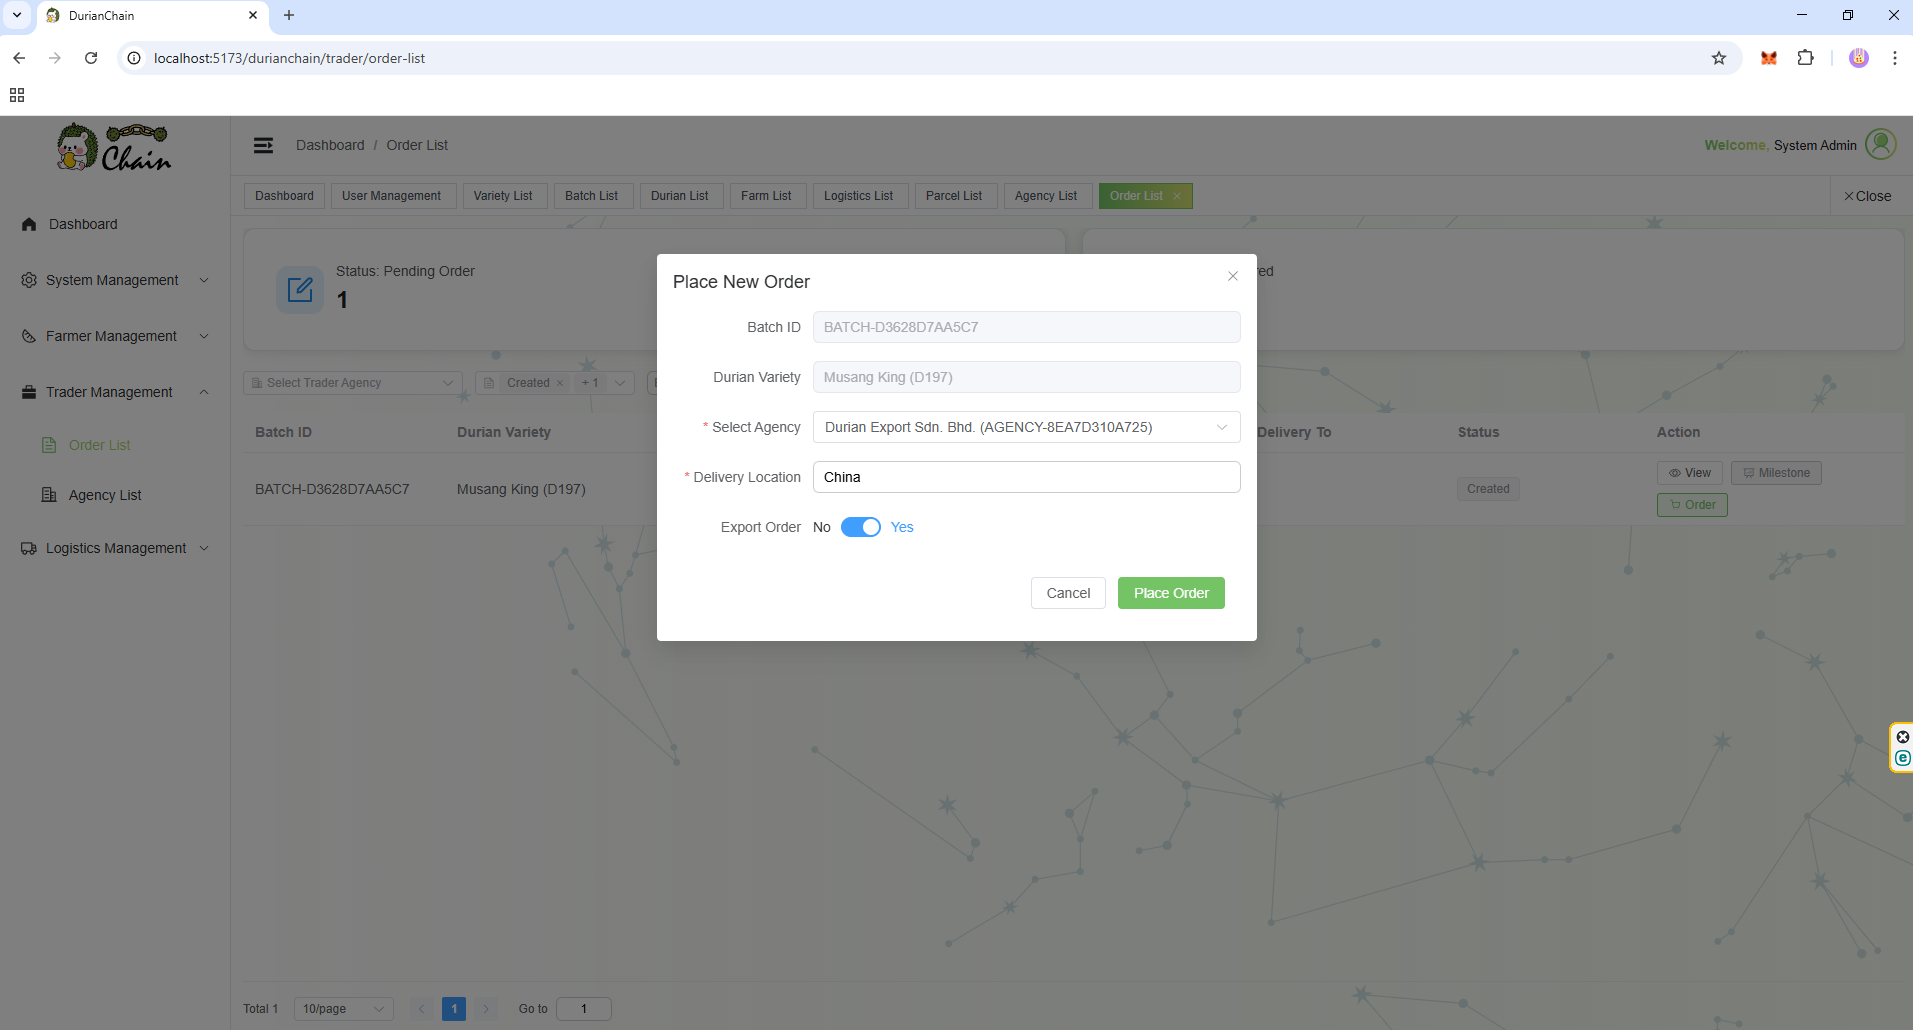 DurianChain
localhost:5173/durianchain/trader/order-list
Chain
Dashboard / Order List
Welcome, System Admin
Dashboard
User Management
Variety List
Batch List
Durian List
Farm List
Logistics List
Parcel List
Agency List
Order List
Close
Dashboard
System Management
Farmer Management
Trader Management
Order List
Agency List
Logistics Management
Status: Pending Order
1
Select Trader Agency
Created
+ 1
Batch ID
Durian Variety
Delivery To
Status
Action
BATCH-D3628D7AA5C7
Musang King (D197)
Created
View
Milestone
Order
Place New Order
Batch ID
BATCH-D3628D7AA5C7
Durian Variety
Musang King (D197)
* Select Agency
Durian Export Sdn. Bhd. (AGENCY-8EA7D310A725)
* Delivery Location
China
Export Order
No
Yes
Cancel
Place Order
Total 1
10/page
1
Go to
1